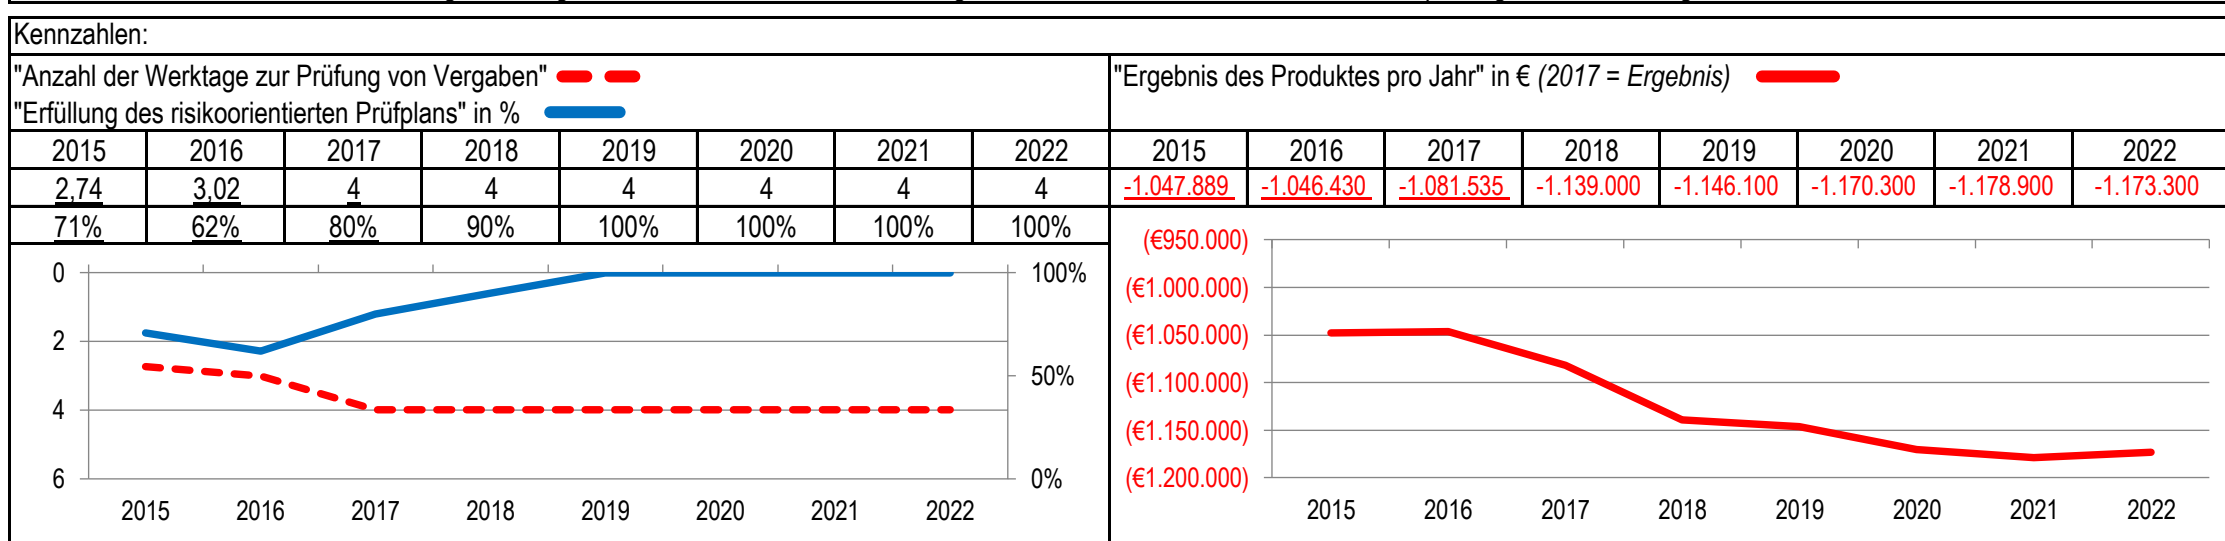 Kennzahlen:
"Anzahl der Werktage zur Prüfung von Vergaben"
"Erfüllung des risikoorientierten Prüfplans" in %
2015 2016 2017 2018 2019 2020 2021 2022
2,74 3,02 4 4 4 4 4 4
71% 62% 80% 90% 100% 100% 100% 100%
0 100%
2
50%
4
6 0%
2015 2016 2017 2018 2019 2020 2021 2022
"Ergebnis des Produktes pro Jahr" in € (2017 = Ergebnis)
2015 2016 2017 2018 2019 2020 2021 2022
-1.047.889 -1.046.430 -1.081.535 -1.139.000 -1.146.100 -1.170.300 -1.178.900 -1.173.300
(€950.000)
(€1.000.000)
(€1.050.000)
(€1.100.000)
(€1.150.000)
(€1.200.000)
2015 2016 2017 2018 2019 2020 2021 2022